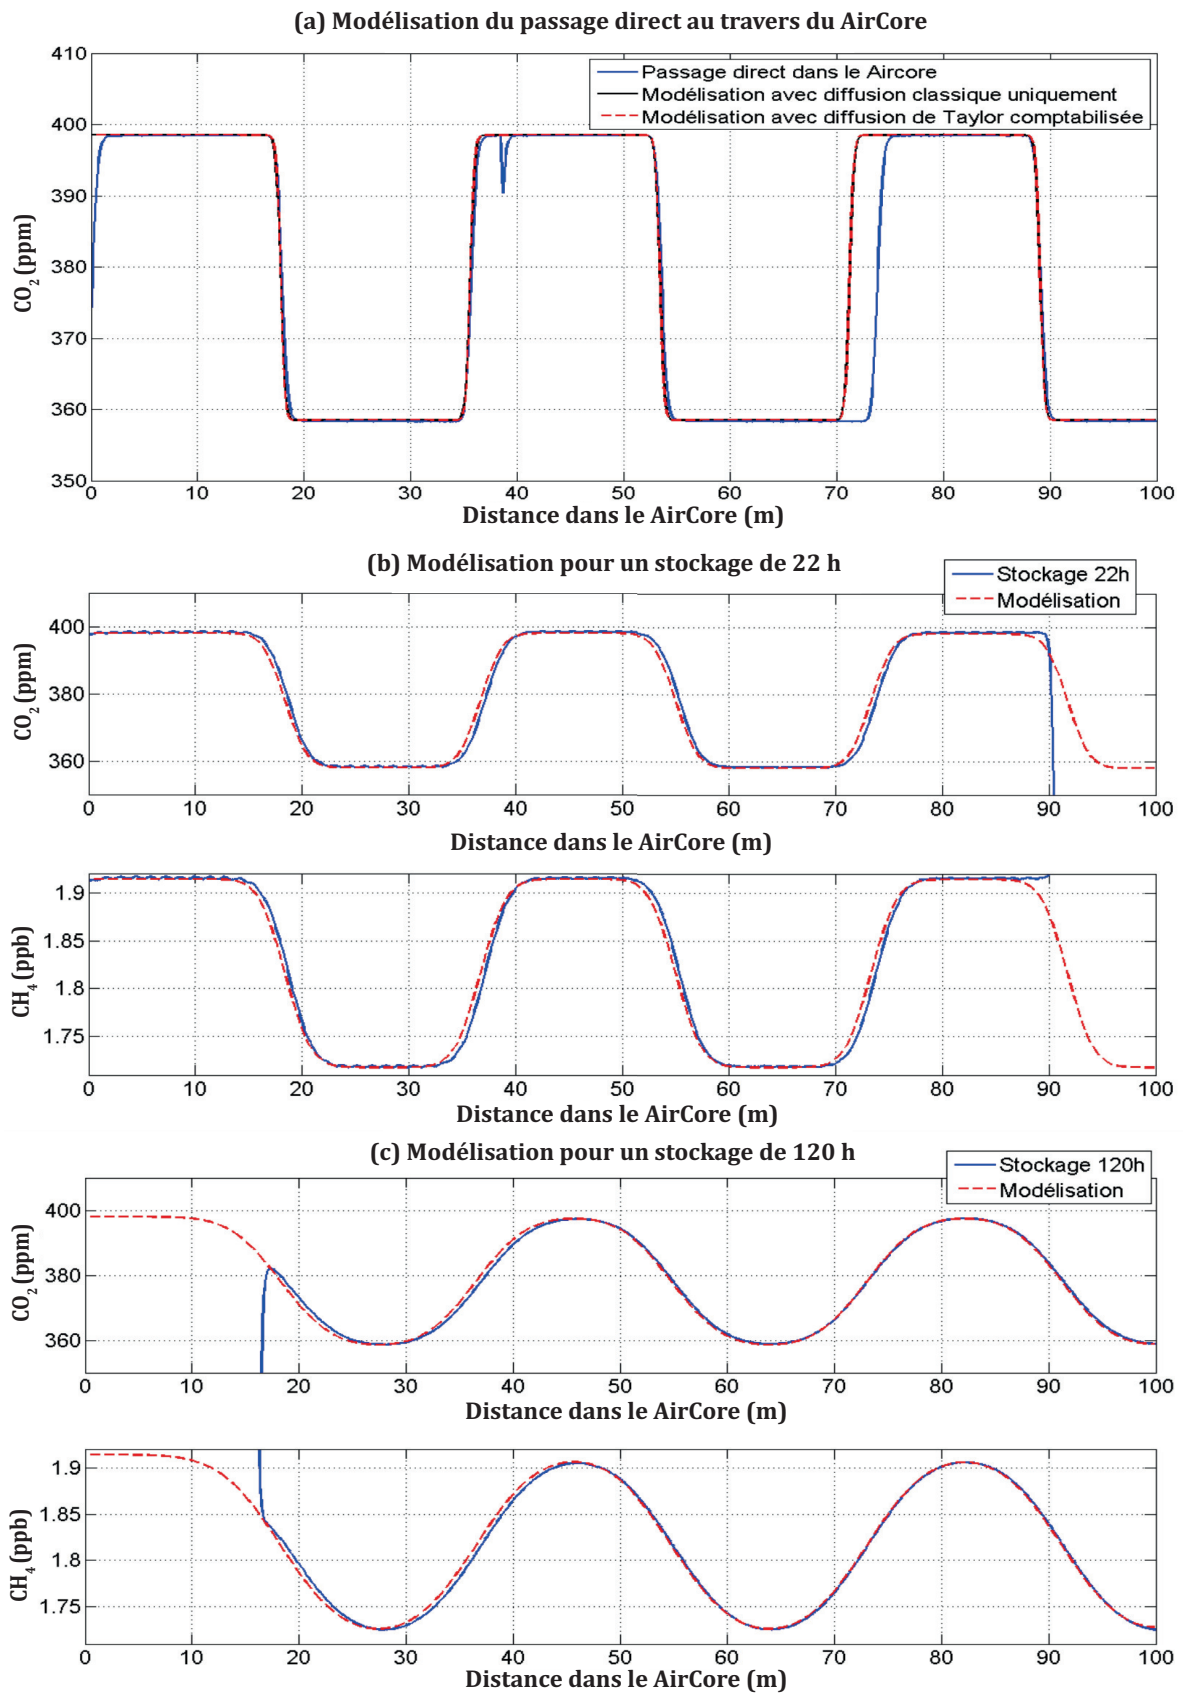 (a) Modélisation du passage direct au travers du AirCore
410
400
390
380
370
360
350
CO2 (ppm)
Passage direct dans le Aircore
Modélisation avec diffusion classique uniquement
Modélisation avec diffusion de Taylor comptabilisée
0 10 20 30 40 50 60 70 80 90 100
Distance dans le AirCore (m)
(b) Modélisation pour un stockage de 22 h
Stockage 22h
Modélisation
400
380
360
CO2 (ppm)
0 10 20 30 40 50 60 70 80 90 100
Distance dans le AirCore (m)
1.9
1.85
1.8
1.75
CH4 (ppb)
0 10 20 30 40 50 60 70 80 90 100
Distance dans le AirCore (m)
(c) Modélisation pour un stockage de 120 h
Stockage 120h
Modélisation
400
380
360
CO2 (ppm)
0 10 20 30 40 50 60 70 80 90 100
Distance dans le AirCore (m)
1.9
1.85
1.8
1.75
CH4 (ppb)
0 10 20 30 40 50 60 70 80 90 100
Distance dans le AirCore (m)